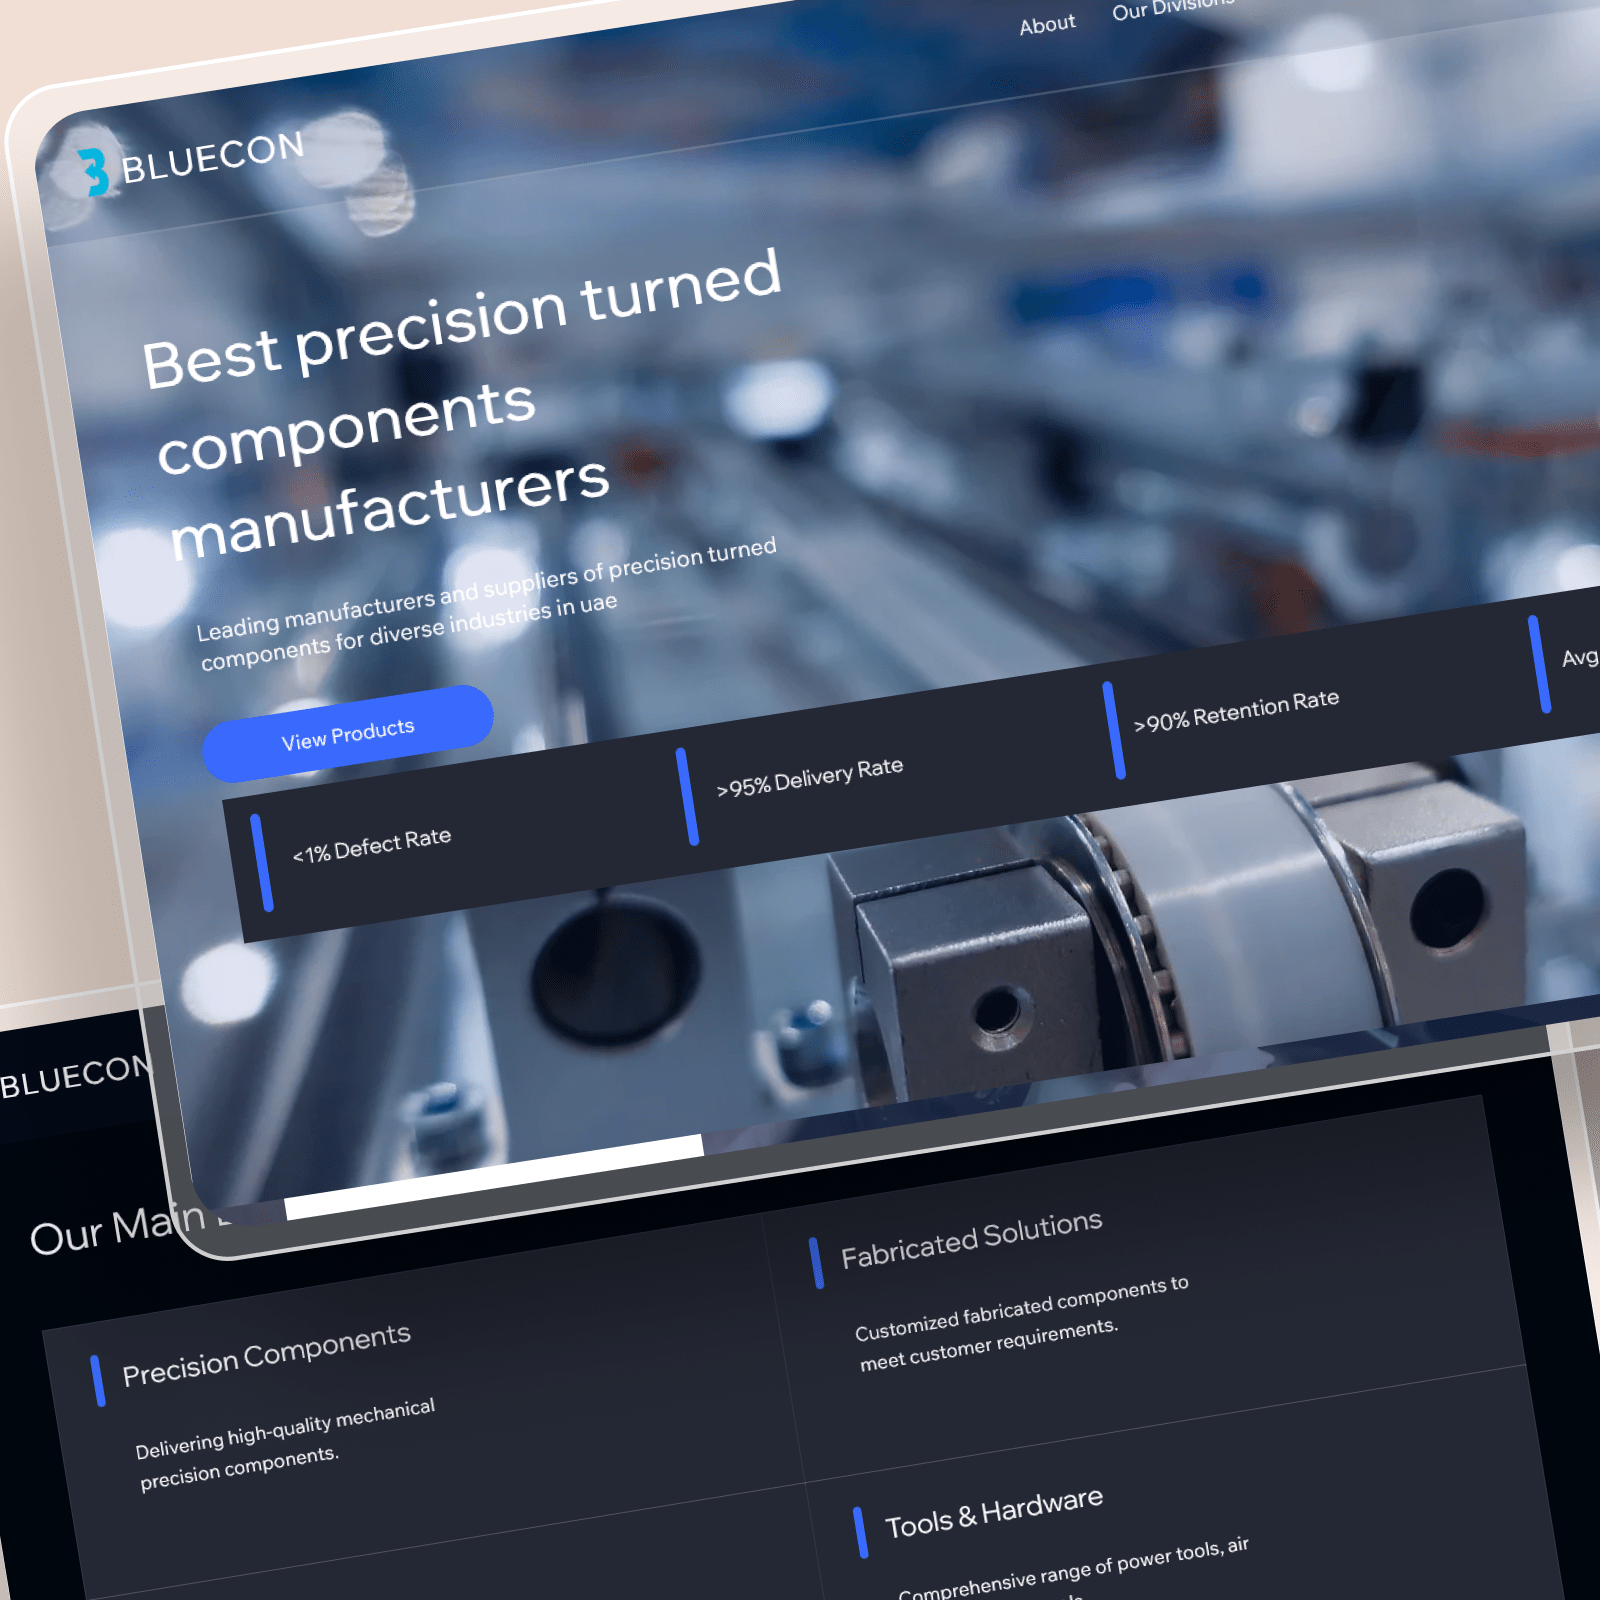 About
Our Divisions
BLUECON
Best precision turned
components
manufacturers
Leading manufacturers and suppliers of precision turned
components for diverse industries in uae
View Products
<1% Defect Rate
>95% Delivery Rate
>90% Retention Rate
Avg
BLUECON
Our Main
Precision Components
Delivering high-quality mechanical
precision components.
Fabricated Solutions
Customized fabricated components to
meet customer requirements.
Tools & Hardware
Comprehensive range of power tools, air